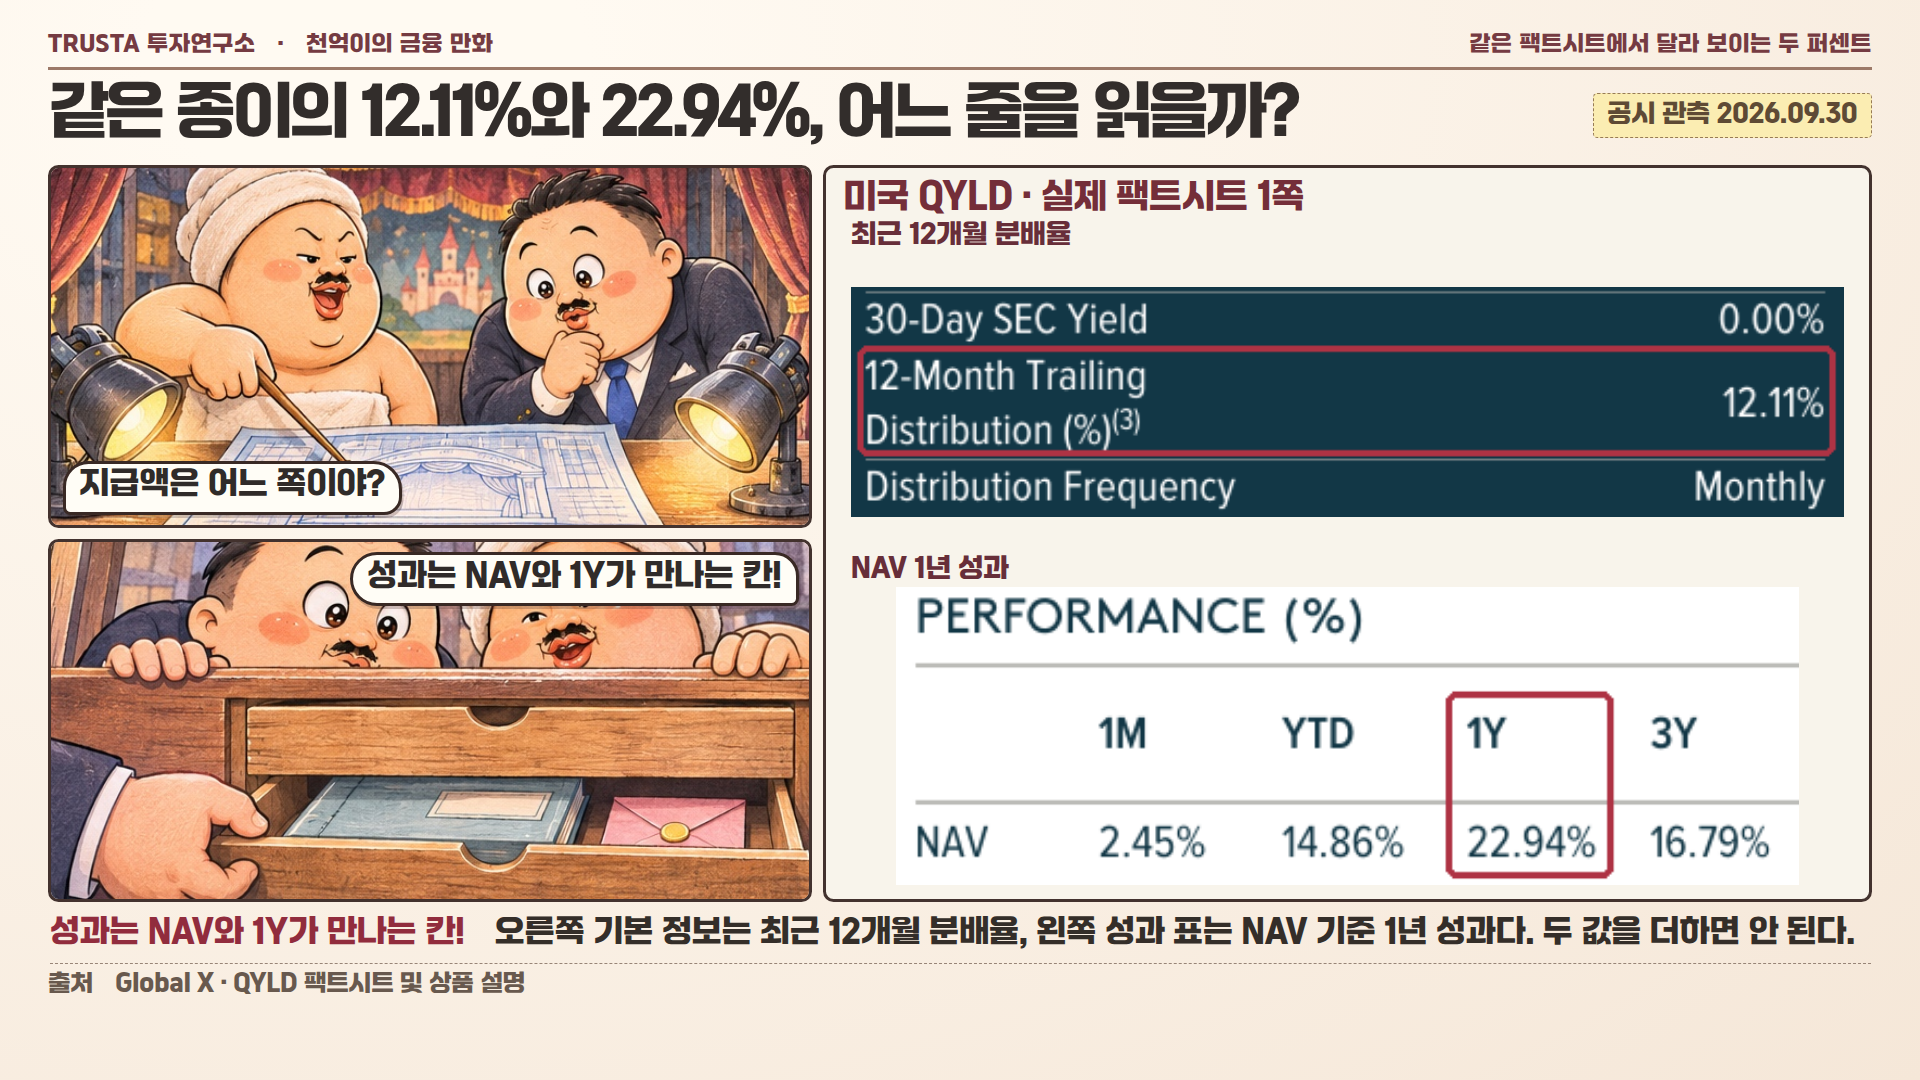 TRUSTA 투자연구소 · 천억이의 금융 만화
같은 팩트시트에서 달라 보이는 두 퍼센트
같은 종이의 12.11%와 22.94%, 어느 줄을 읽을까?
공시 관측 2026.09.30
지급액은 어느 쪽이야?
성과는 NAV와 1Y가 만나는 칸!
미국 QYLD · 실제 팩트시트 1쪽
최근 12개월 분배율
30-Day SEC Yield 0.00%
12-Month Trailing
Distribution (%)(3) 12.11%
Distribution Frequency Monthly
NAV 1년 성과
PERFORMANCE (%)
1M YTD 1Y 3Y
NAV 2.45% 14.86% 22.94% 16.79%
성과는 NAV와 1Y가 만나는 칸! 오른쪽 기본 정보는 최근 12개월 분배율, 왼쪽 성과 표는 NAV 기준 1년 성과다. 두 값을 더하면 안 된다.
출처 Global X · QYLD 팩트시트 및 상품 설명